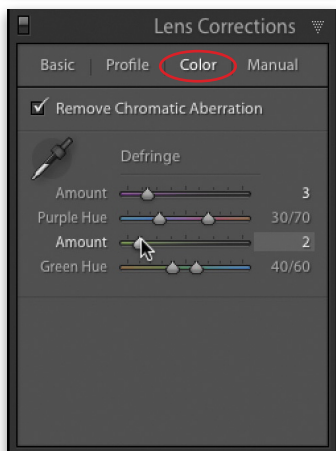 Lens Corrections
Basic Profile Color Manual
Remove Chromatic Aberration
Defringe
Amount 3
Purple Hue 30/70
Amount 2
Green Hue 40/60